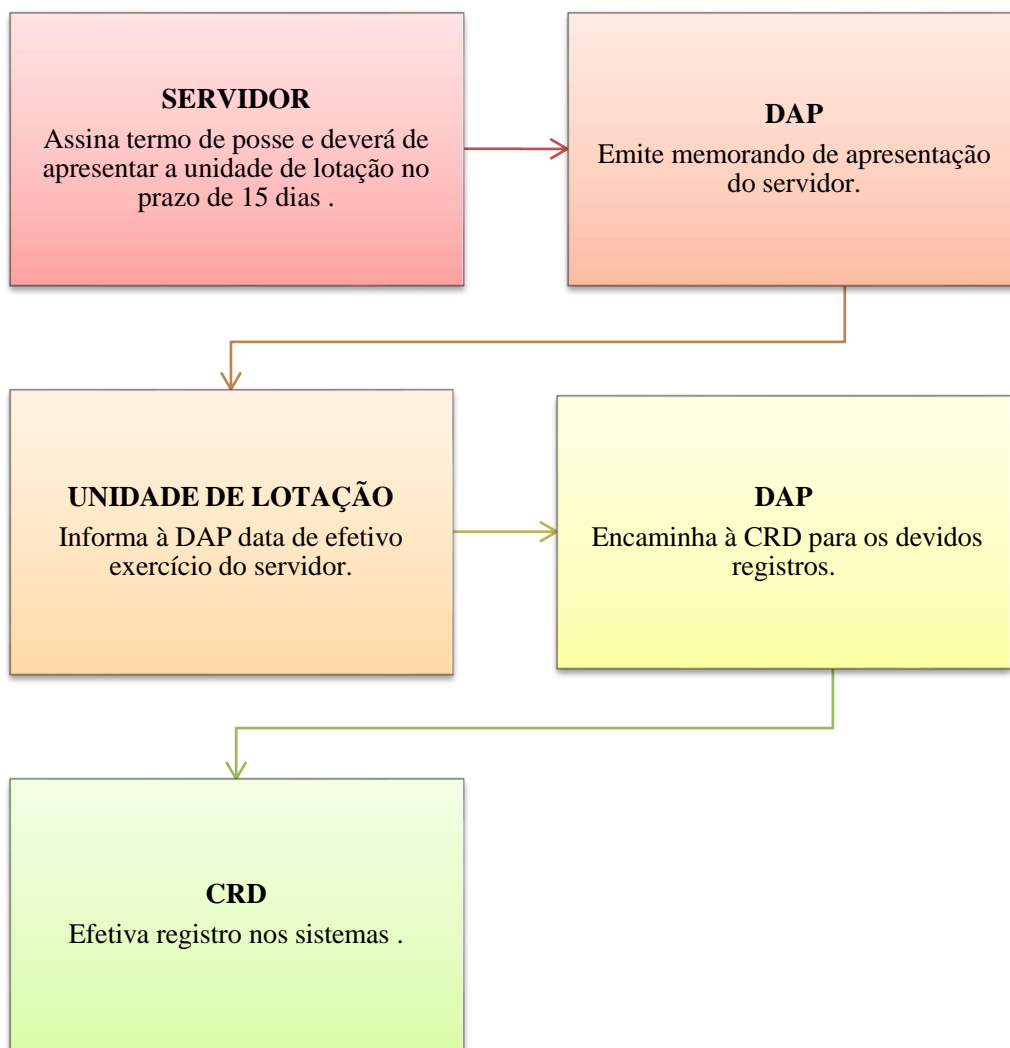 SERVIDOR
Assina termo de posse e deverá de
apresentar a unidade de lotação no
prazo de 15 dias .
DAP
Emite memorando de apresentação
do servidor.
UNIDADE DE LOTAÇÃO
Informa à DAP data de efetivo
exercício do servidor.
DAP
Encaminha à CRD para os devidos
registros.
CRD
Efetiva registro nos sistemas .